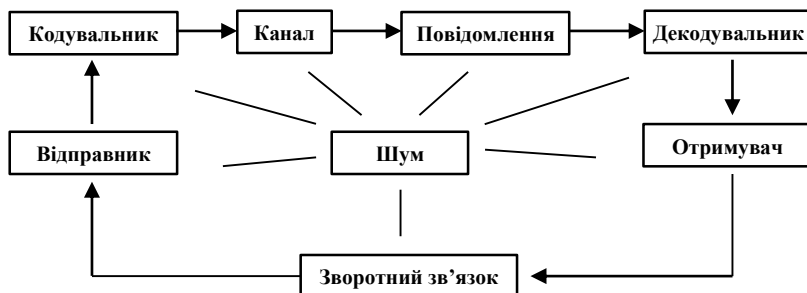 Кодувальник
Канал
Повідомлення
Декодувальник
Відправник
Шум
Отримувач
Зворотний зв’язок